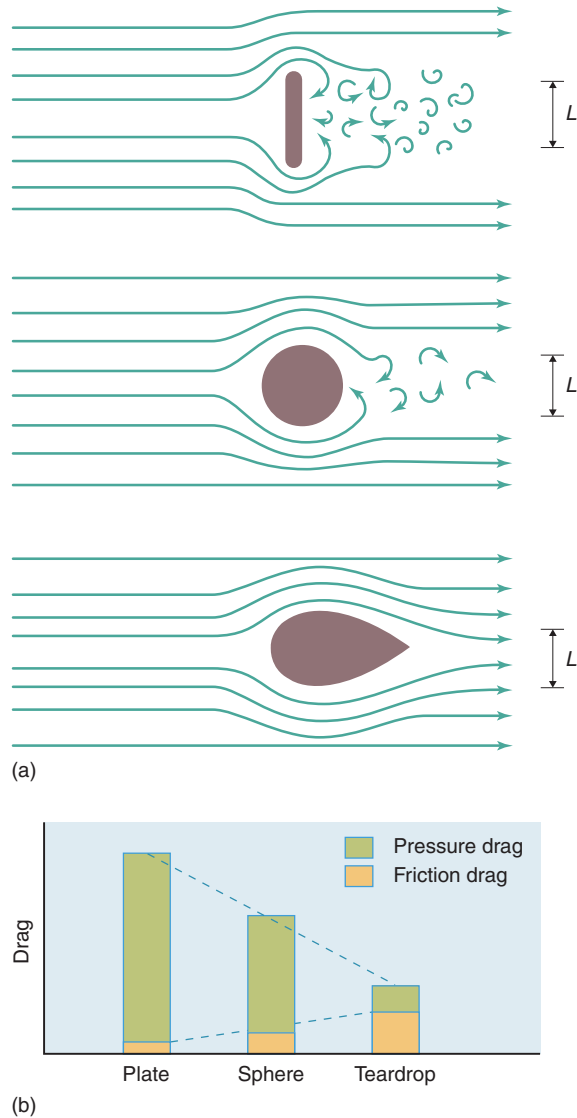 L
L
L
(a)
Pressure drag
Friction drag
Drag
Plate Sphere Teardrop
(b)